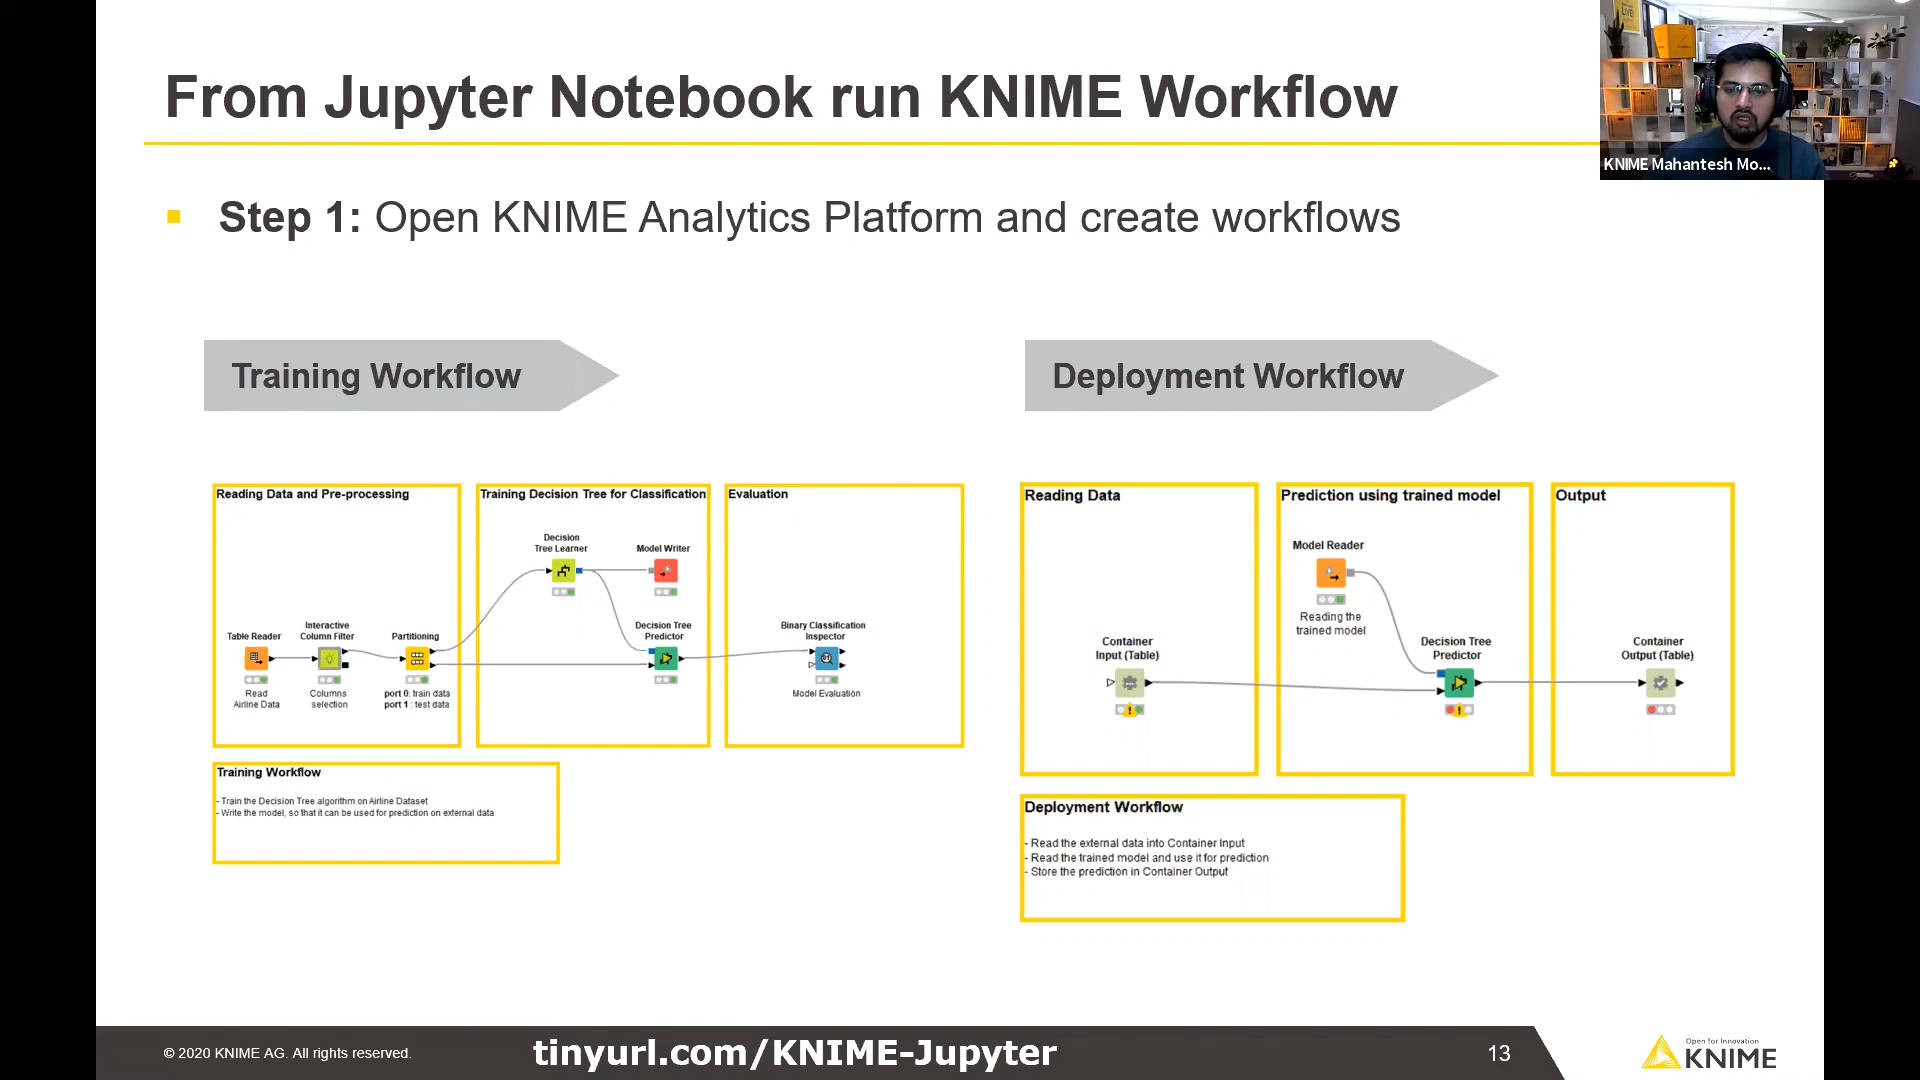 From Jupyter Notebook run KNIME Workflow
KNIME Mahantesh Mo...
Step 1: Open KNIME Analytics Platform and create workflows
Training Workflow
Deployment Workflow
Reading Data and Pre-processing
Table Reader
Read
Airline Data
Interactive
Column Filter
Columns
selection
Partitioning
port 0: train data
port 1 : test data
Training Decision Tree for Classification
Decision
Tree Learner
Model Writer
Decision Tree
Predictor
Evaluation
Binary Classification
Inspector
Model Evaluation
Training Workflow
- Train the Decision Tree algorithm on Airline Dataset
- Write the model, so that it can be used for prediction on external data
Reading Data
Container
Input (Table)
Prediction using trained model
Model Reader
Reading the
trained model
Decision Tree
Predictor
Output
Container
Output (Table)
Deployment Workflow
- Read the external data into Container Input
- Read the trained model and use it for prediction
- Store the prediction in Container Output
© 2020 KNIME AG. All rights reserved.
tinyurl.com/KNIME-Jupyter
13
Open for Innovation
KNIME